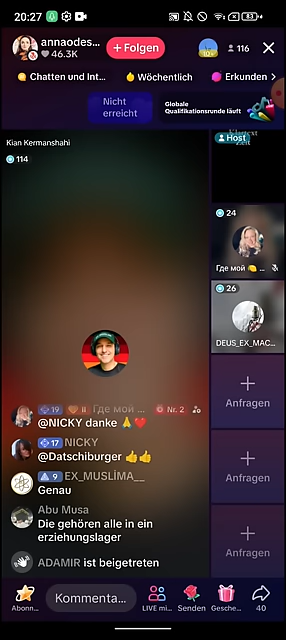 20:27
83
annaodes...
46.3K
+ Folgen
116
Chatten und Int...
Wöchentlich
Erkunden
Nicht
erreicht
Globale
Qualifikationsrunde läuft
Kian Kermanshahi
114
Host
Zeit
24
Где мой 🍋 ...
26
DEUS_EX_MAC...
Anfragen
Anfragen
Anfragen
19 II Где мой ... Nr. 2
@NICKY danke 🙏❤️
17 NICKY
@Datschiburger 👍👍
9 EX_MUSLİMA__
Genau
Abu Musa
Die gehören alle in ein
erziehungslager
ADAMIR ist beigetreten
Abonn...
Kommenta...
LIVE mi...
Senden
Gesche...
40